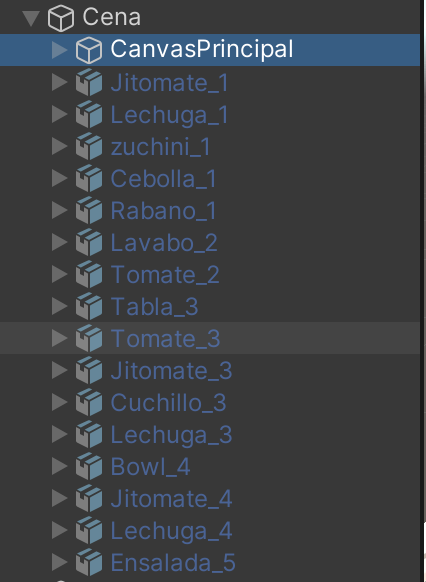 Cena
CanvasPrincipal
Jitomate_1
Lechuga_1
zuchini_1
Cebolla_1
Rabano_1
Lavabo_2
Tomate_2
Tabla_3
Tomate_3
Jitomate_3
Cuchillo_3
Lechuga_3
Bowl_4
Jitomate_4
Lechuga_4
Ensalada_5